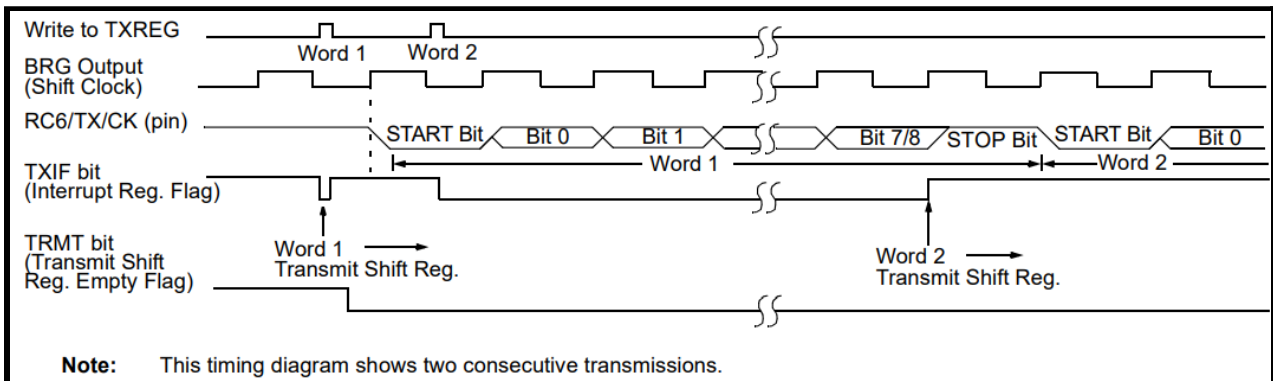 Write to TXREG
Word 1 Word 2
BRG Output
(Shift Clock)
RC6/TX/CK (pin)
START Bit Bit 0 Bit 1 Bit 7/8 STOP Bit START Bit Bit 0
Word 1 Word 2
TXIF bit
(Interrupt Reg. Flag)
Word 1
Transmit Shift Reg.
Word 2
Transmit Shift Reg.
TRMT bit
(Transmit Shift
Reg. Empty Flag)
Note: This timing diagram shows two consecutive transmissions.